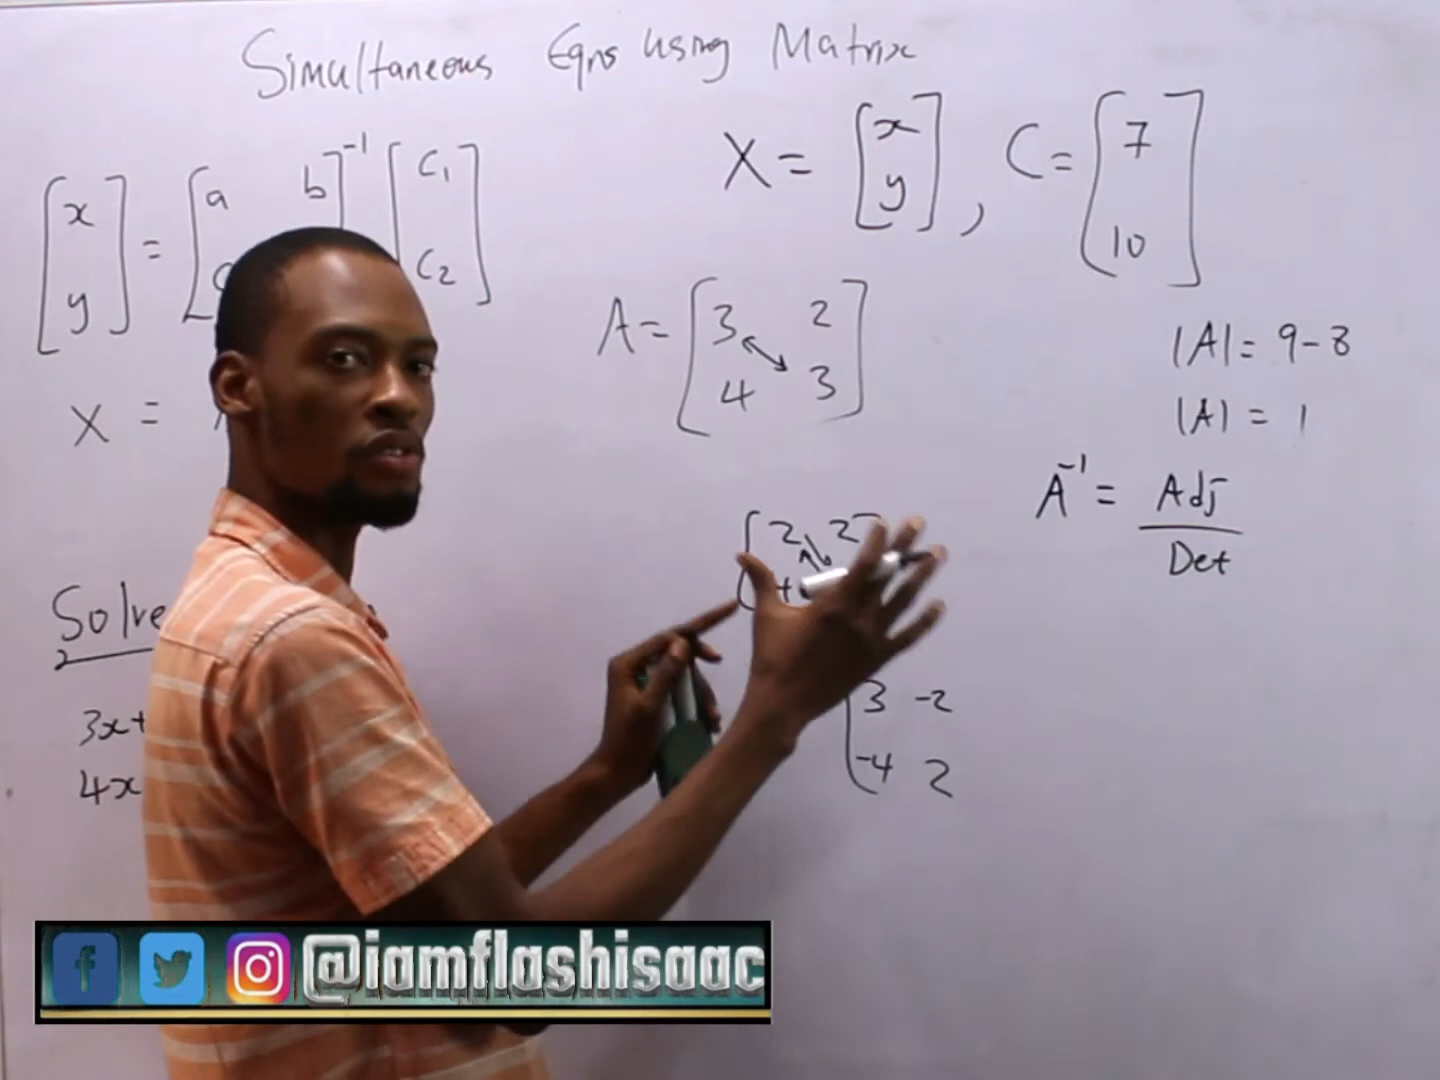 Simultaneous Eqns using Matrix
[x y] = [a b]⁻¹ [C₁ C₂]
X =
X = [x y], C = [7 10]
A = [3 2
4 3]
|A| = 9-8
|A| = 1
A⁻¹ = Adj
Det
[2 2
3 -2
-4 2
Solve
3x+
4x
@iamflashisaac